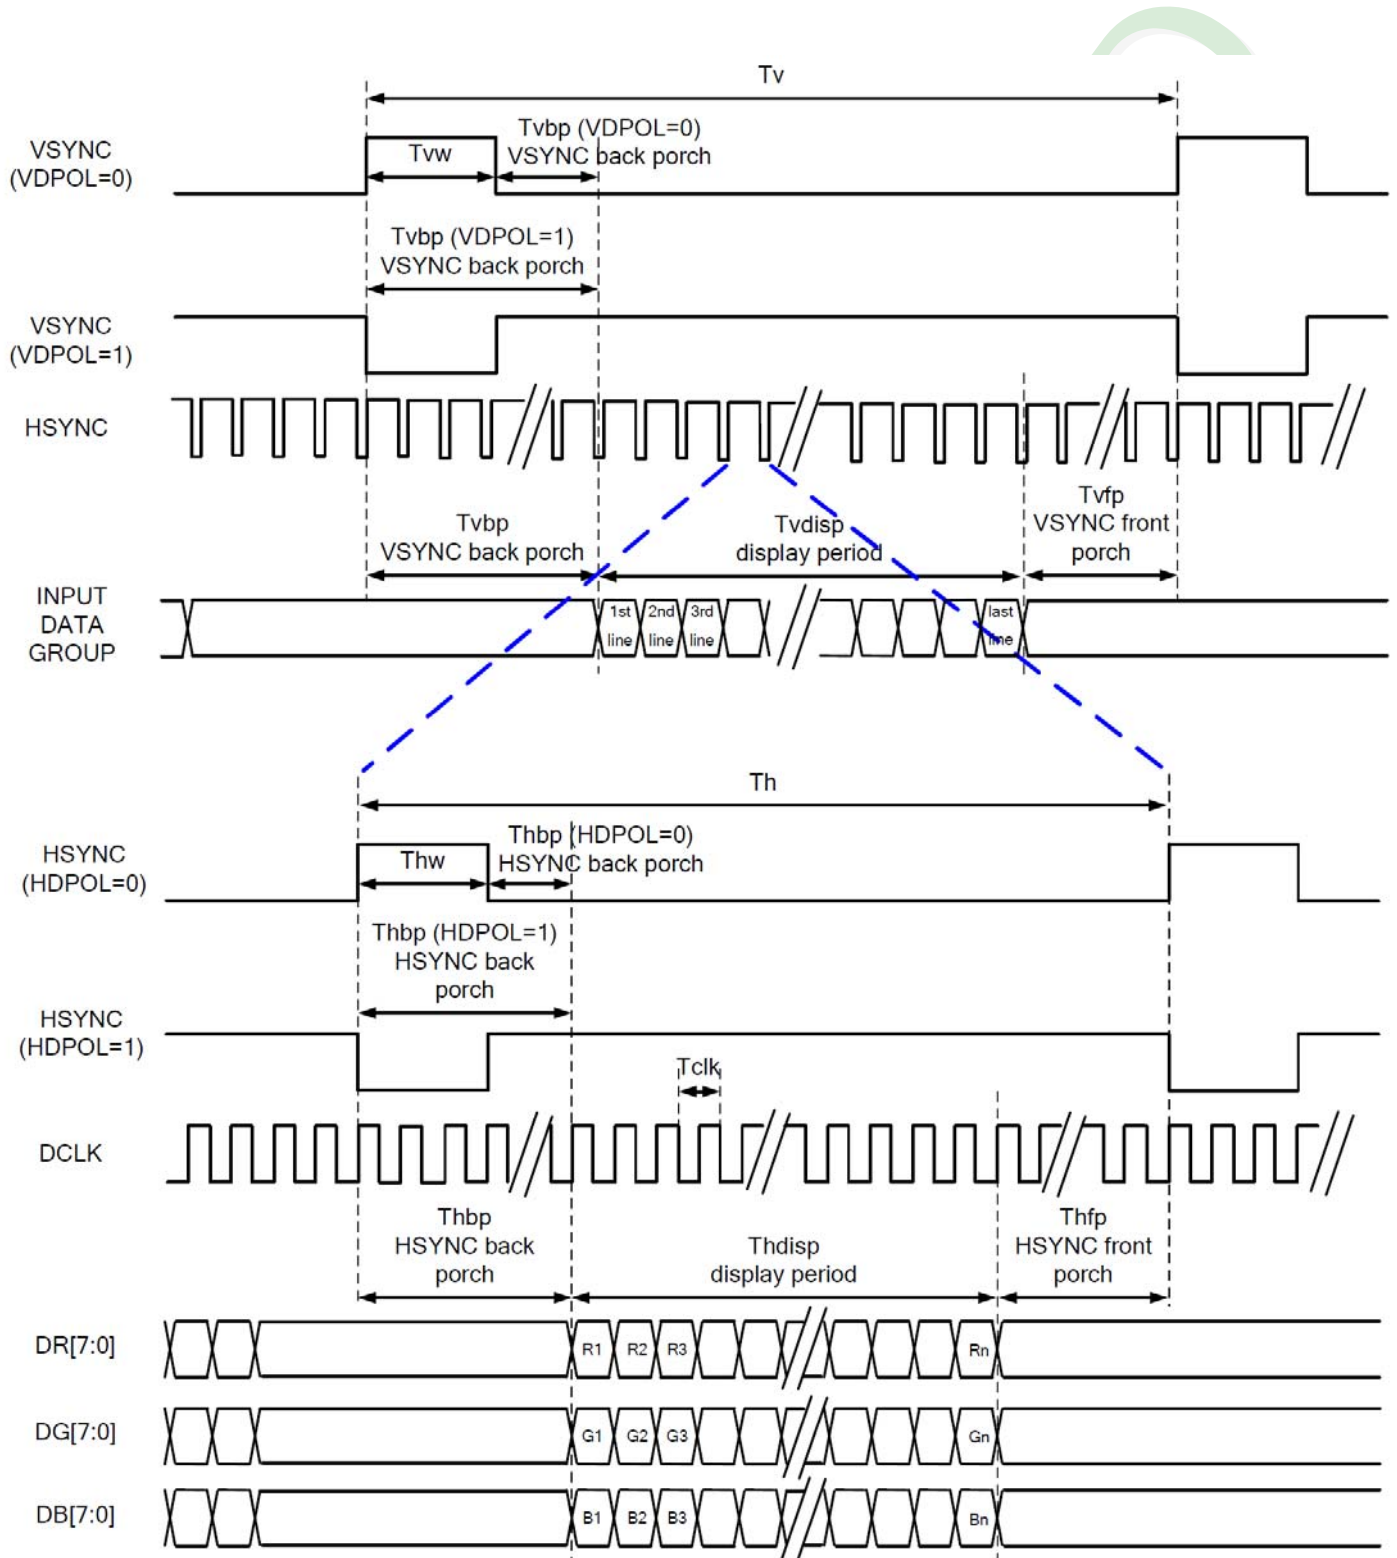 Tv
VSYNC
(VDPOL=0)
Tvw
Tvbp (VDPOL=0)
VSYNC back porch
Tvbp (VDPOL=1)
VSYNC back porch
VSYNC
(VDPOL=1)
HSYNC
Tvbp
VSYNC back porch
Tvdisp
display period
Tvfp
VSYNC front
porch
INPUT
DATA
GROUP
1st
line
2nd
line
3rd
line
last
line
Th
HSYNC
(HDPOL=0)
Thw
Thbp (HDPOL=0)
HSYNC back porch
Thbp (HDPOL=1)
HSYNC back
porch
HSYNC
(HDPOL=1)
Tclk
DCLK
Thbp
HSYNC back
porch
Thdisp
display period
Thfp
HSYNC front
porch
DR[7:0]
R1 R2 R3 Rn
DG[7:0]
G1 G2 G3 Gn
DB[7:0]
B1 B2 B3 Bn